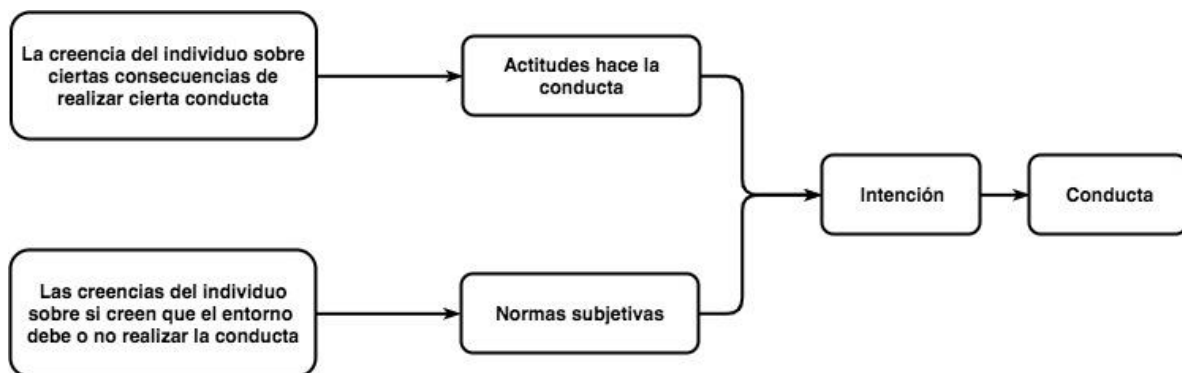 La creencia del individuo sobre
ciertas consecuencias de
realizar cierta conducta
Actitudes hace la
conducta
Intención
Conducta
Las creencias del individuo
sobre si creen que el entorno
debe o no realizar la conducta
Normas subjetivas